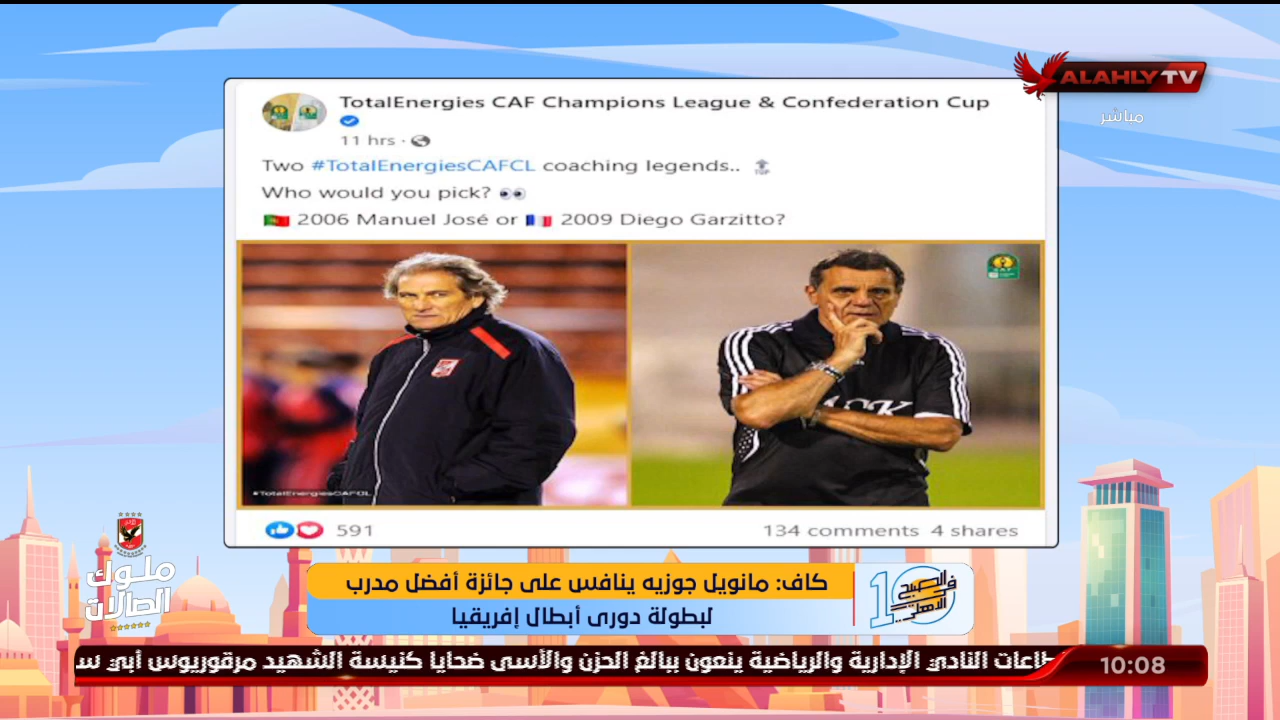 ALAHLY TV
مباشر
TotalEnergies CAF Champions League & Confederation Cup
11 hrs ·
Two #TotalEnergiesCAFCL coaching legends.. 🔝
Who would you pick? 👀
🇵🇹 2006 Manuel José or 🇫🇷 2009 Diego Garzitto?
#TotalEnergiesCAFCL
591
134 comments 4 shares
ملوك
الصالات
كاف: مانويل جوزيه ينافس على جائزة أفضل مدرب
لبطولة دورى أبطال إفريقيا
10
الأهلي
النادي الإدارية والرياضية ينعون ببالغ الحزن والأسى ضحايا كنيسة الشهيد مرقوريوس أبي
10:08